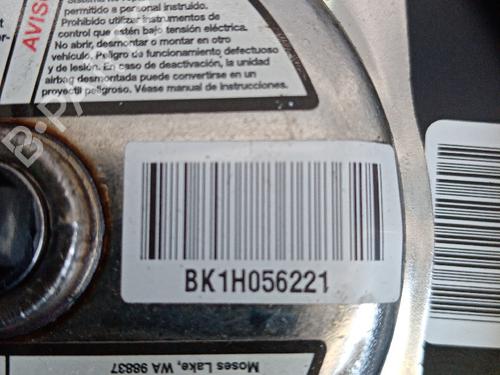 AVISO
permitido a personal instruido.
Prohibido utilizar instrumentos de
control que estén bajo tensión eléctrica.
No abrir, desmontar o montar en otro
vehículo. Peligro de funcionamiento defectuoso
y de lesión. En caso de deactivación, la unidad
airbag desmontada puede convertirse en un
proyectil peligroso. Véase manual de instrucciones.
BK1H056221
Moses Lake, WA 98837